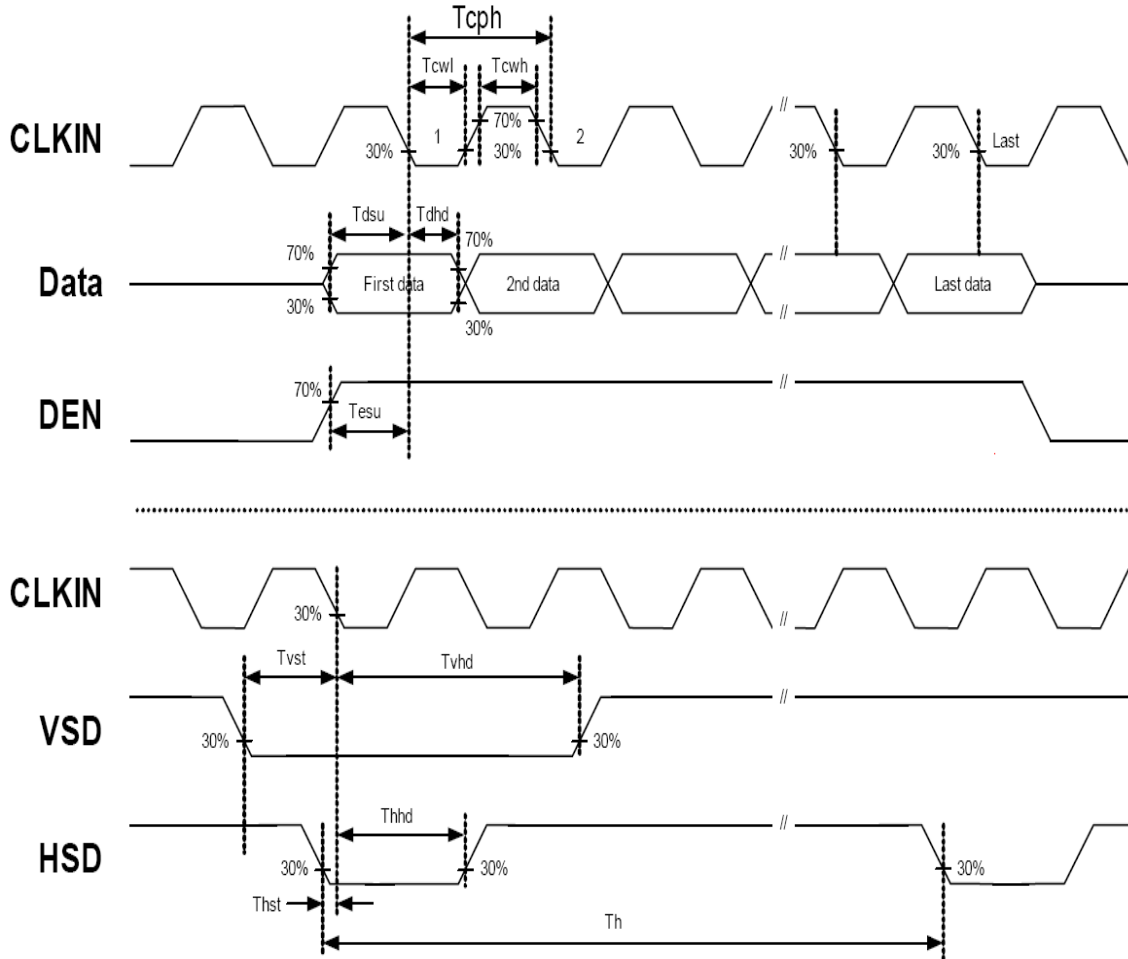 Tcph
Tcwl Tcwh
CLKIN 30% 1 70% 30% 2 // 30% 30% Last
Tdsu Tdhd
70% 70%
Data First data 2nd data Last data
30% 30% //
70% //
DEN Tesu
CLKIN 30% //
Tvst Tvhd
//
VSD 30% 30%
Thhd //
HSD 30% 30% 30%
Thst Th